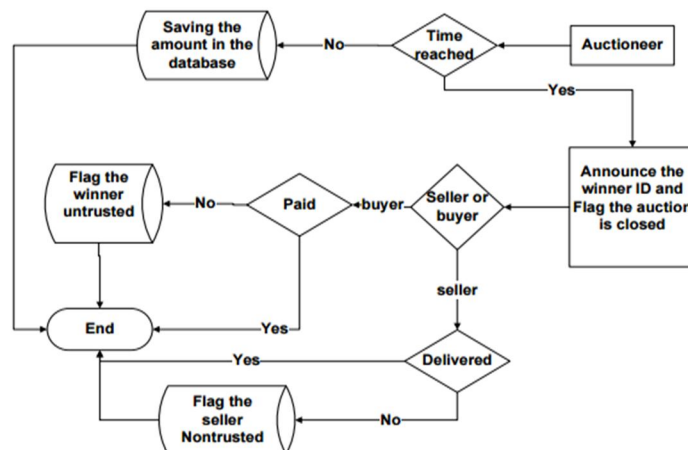 Saving the
amount in the
database
No
Time
reached
Auctioneer
Yes
Announce the
winner ID and
Flag the auction
is closed
Flag the
winner
untrusted
No
Paid
buyer
Seller or
buyer
seller
End
Yes
Yes
Delivered
Flag the
seller
Nontrusted
No